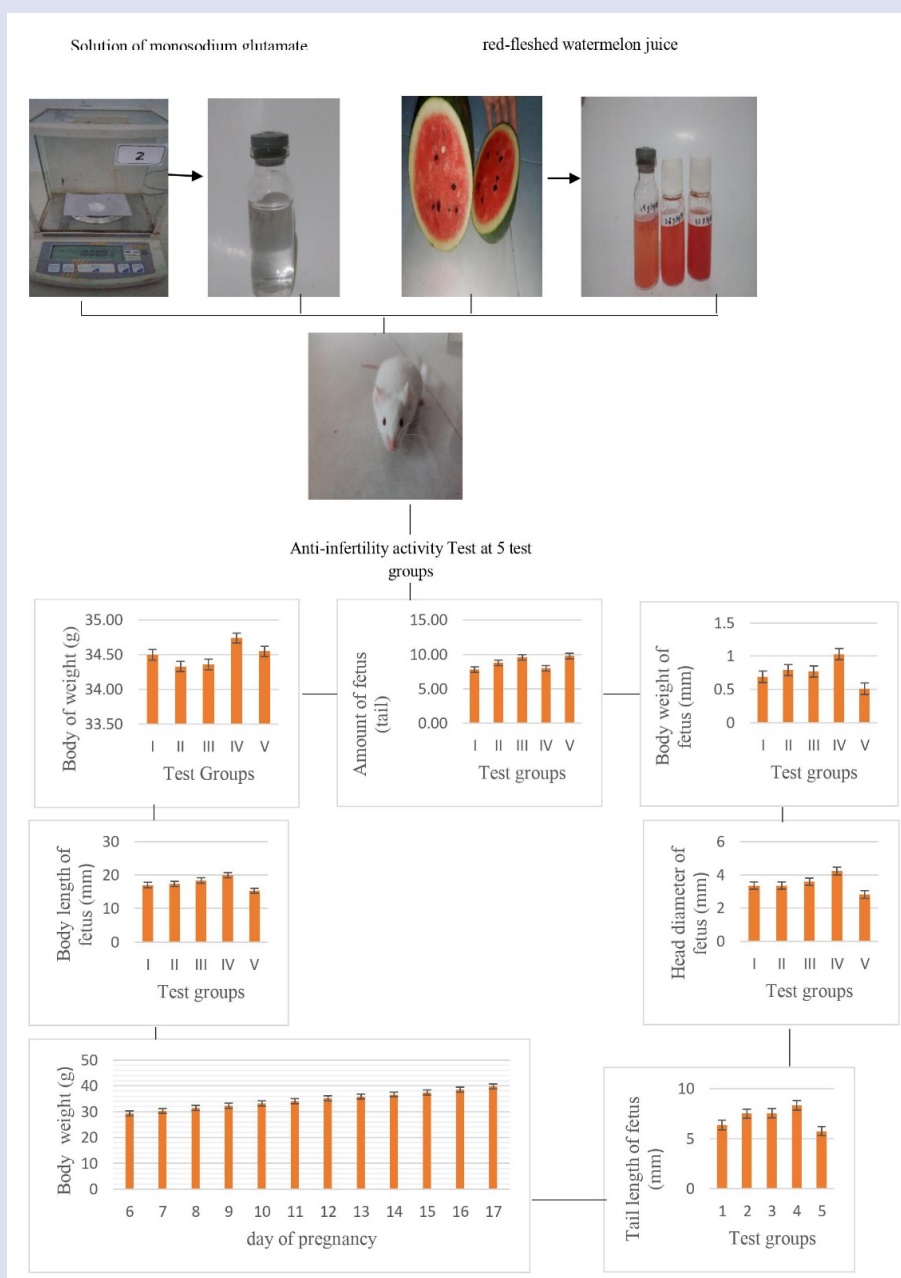 Solution of monosodium glutamate
red-fleshed watermelon juice
2
Anti-infertility activity Test at 5 test
groups
Body of weight (g)
35.00
34.50
34.00
33.50
I II III IV V
Test Groups
Amount of fetus
(tail)
15.00
10.00
5.00
0.00
I II III IV V
Test groups
Body weight of
fetus (mm)
1.5
1
0.5
0
I II III IV V
Test groups
Body length of
fetus (mm)
30
20
10
0
I II III IV V
Test groups
Head diameter of
fetus (mm)
6
4
2
0
I II III IV V
Test groups
Body weight (g)
50
40
30
20
10
0
6 7 8 9 10 11 12 13 14 15 16 17
day of pregnancy
Tail length of fetus
(mm)
10
5
0
1 2 3 4 5
Test groups